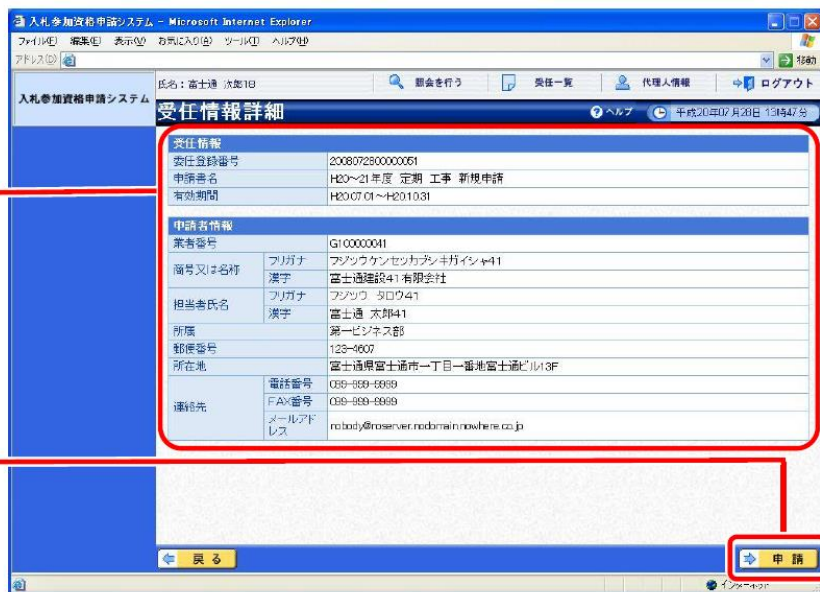 入札参加資格申請システム - Microsoft Internet Explorer
ファイル(F) 編集(E) 表示(V) お気に入り(A) ツール(T) ヘルプ(H)
アドレス(D) 移動
入札参加資格申請システム
氏名：富士通 次郎18 照会を行う 受任一覧 代理人情報 ログアウト
受任情報詳細 ヘルプ 平成20年07月28日 13時47分
受任情報
委任登録番号 2008072800000051
申請書名 H20～21年度 定期 工事 新規申請
有効期間 H20.07.01～H20.10.31
申請者情報
業者番号 G100000041
商号又は名称 フリガナ フジツウケンセツカブシキガイシャ41
漢字 富士通建設41有限会社
担当者氏名 フリガナ フジツウ タロウ41
漢字 富士通 太郎41
所属 第一ビジネス部
郵便番号 123-4607
所在地 富士通県富士通市一丁目一番地富士通ビル13F
連絡先 電話番号 099-999-9999
FAX番号 099-999-9999
メールアドレス nobody@noserver.nodomain.nowhere.co.jp
戻る 申請
インターネット